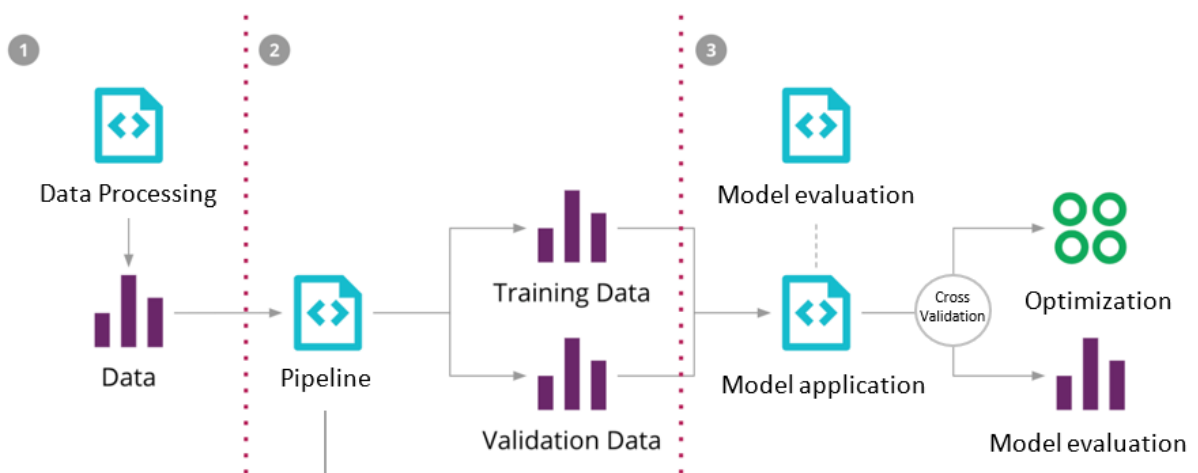 1
2
3
Data Processing
Data
Pipeline
Training Data
Validation Data
Model evaluation
Model application
Cross
Validation
Optimization
Model evaluation